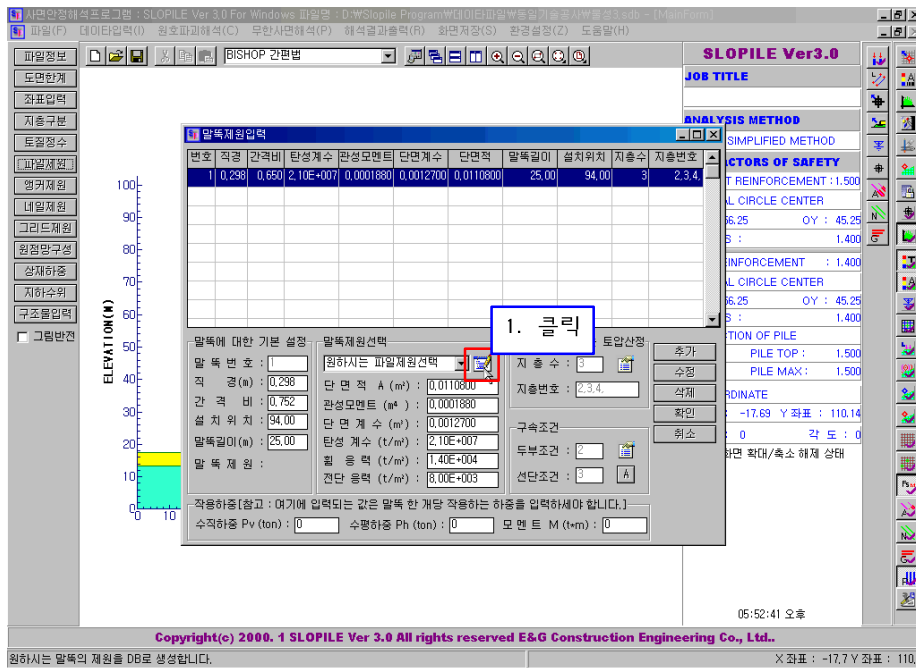 사면안정해석프로그램 : SLOPILE Ver 3,0 For Windows 파일명 : D:\Slopile Program\데이타파일\동일기술공사\홀성3.sdb - [MainForm]
파일(F) 데이타입력(I) 원호파괴해석(C) 무한사면해석(P) 해석결과출력(R) 화면저장(S) 환경설정(Z) 도움말(H)
BISHOP 간편법
파일정보
도면한계
좌표입력
지층구분
토질정수
[파일제원]
앵커제원
네일제원
그리드제원
원점망구성
상재하중
지하수위
구조물입력
그림반전
ELEVATION(M)
100
90
80
70
60
50
40
30
20
10
0
0 10
말뚝제원입력
번호 직경 간격비 탄성계수 관성모멘트 단면계수 단면적 말뚝길이 설치위치 지층수 지층번호
1 0,298 0,650 2,10E+007 0,0001880 0,0012700 0,0110800 25,00 94,00 3 2,3,4,
1. 클릭
말뚝에 대한 기본 설정
말 뚝 번 호 : 1
직 경(m) : 0,298
간 격 비 : 0,752
설 치 위 치 : 94,00
말뚝길이(m) : 25,00
말 뚝 제 원 :
말뚝제원선택
원하시는 파일제원선택
단 면 적 A (m²) : 0,0110800
관성모멘트 (m⁴ ) : 0,0001880
단 면 계 수 (m³) : 0,0012700
탄성 계수 (t/m²) : 2,10E+007
휨 응 력 (t/m²) : 1,40E+004
전단 응력 (t/m²) : 8,00E+003
토압산정
지 층 수 : 3
지층번호 : 2,3,4,
구속조건
두부조건 : 2
선단조건 : 3 A
추가
수정
삭제
확인
취소
작용하중[참고 : 여기에 입력되는 값은 말뚝 한 개당 작용하는 하중을 입력하세야 합니다.]
수직하중 Pv (ton) : 0 수평하중 Ph (ton) : 0 모 멘 트 M (t*m) : 0
SLOPILE Ver3.0
JOB TITLE
ANALYSIS METHOD
SIMPLIFIED METHOD
CTORS OF SAFETY
T REINFORCEMENT : 1.500
L CIRCLE CENTER
56.25 OY : 45.25
S : 1.400
INFORCEMENT : 1.400
L CIRCLE CENTER
56.25 OY : 45.25
S : 1.400
TION OF PILE
PILE TOP : 1.500
PILE MAX : 1.500
RDINATE
: -17.69 Y 좌표 : 110.14
: 0 각 도 : 0
화면 확대/축소 해제 상태
05:52:41 오후
Copyright(c) 2000. 1 SLOPILE Ver 3.0 All rights reserved E&G Construction Engineering Co., Ltd..
원하시는 말뚝의 제원을 DB로 생성합니다.
X 좌표 : -17,7 Y 좌표 : 110,